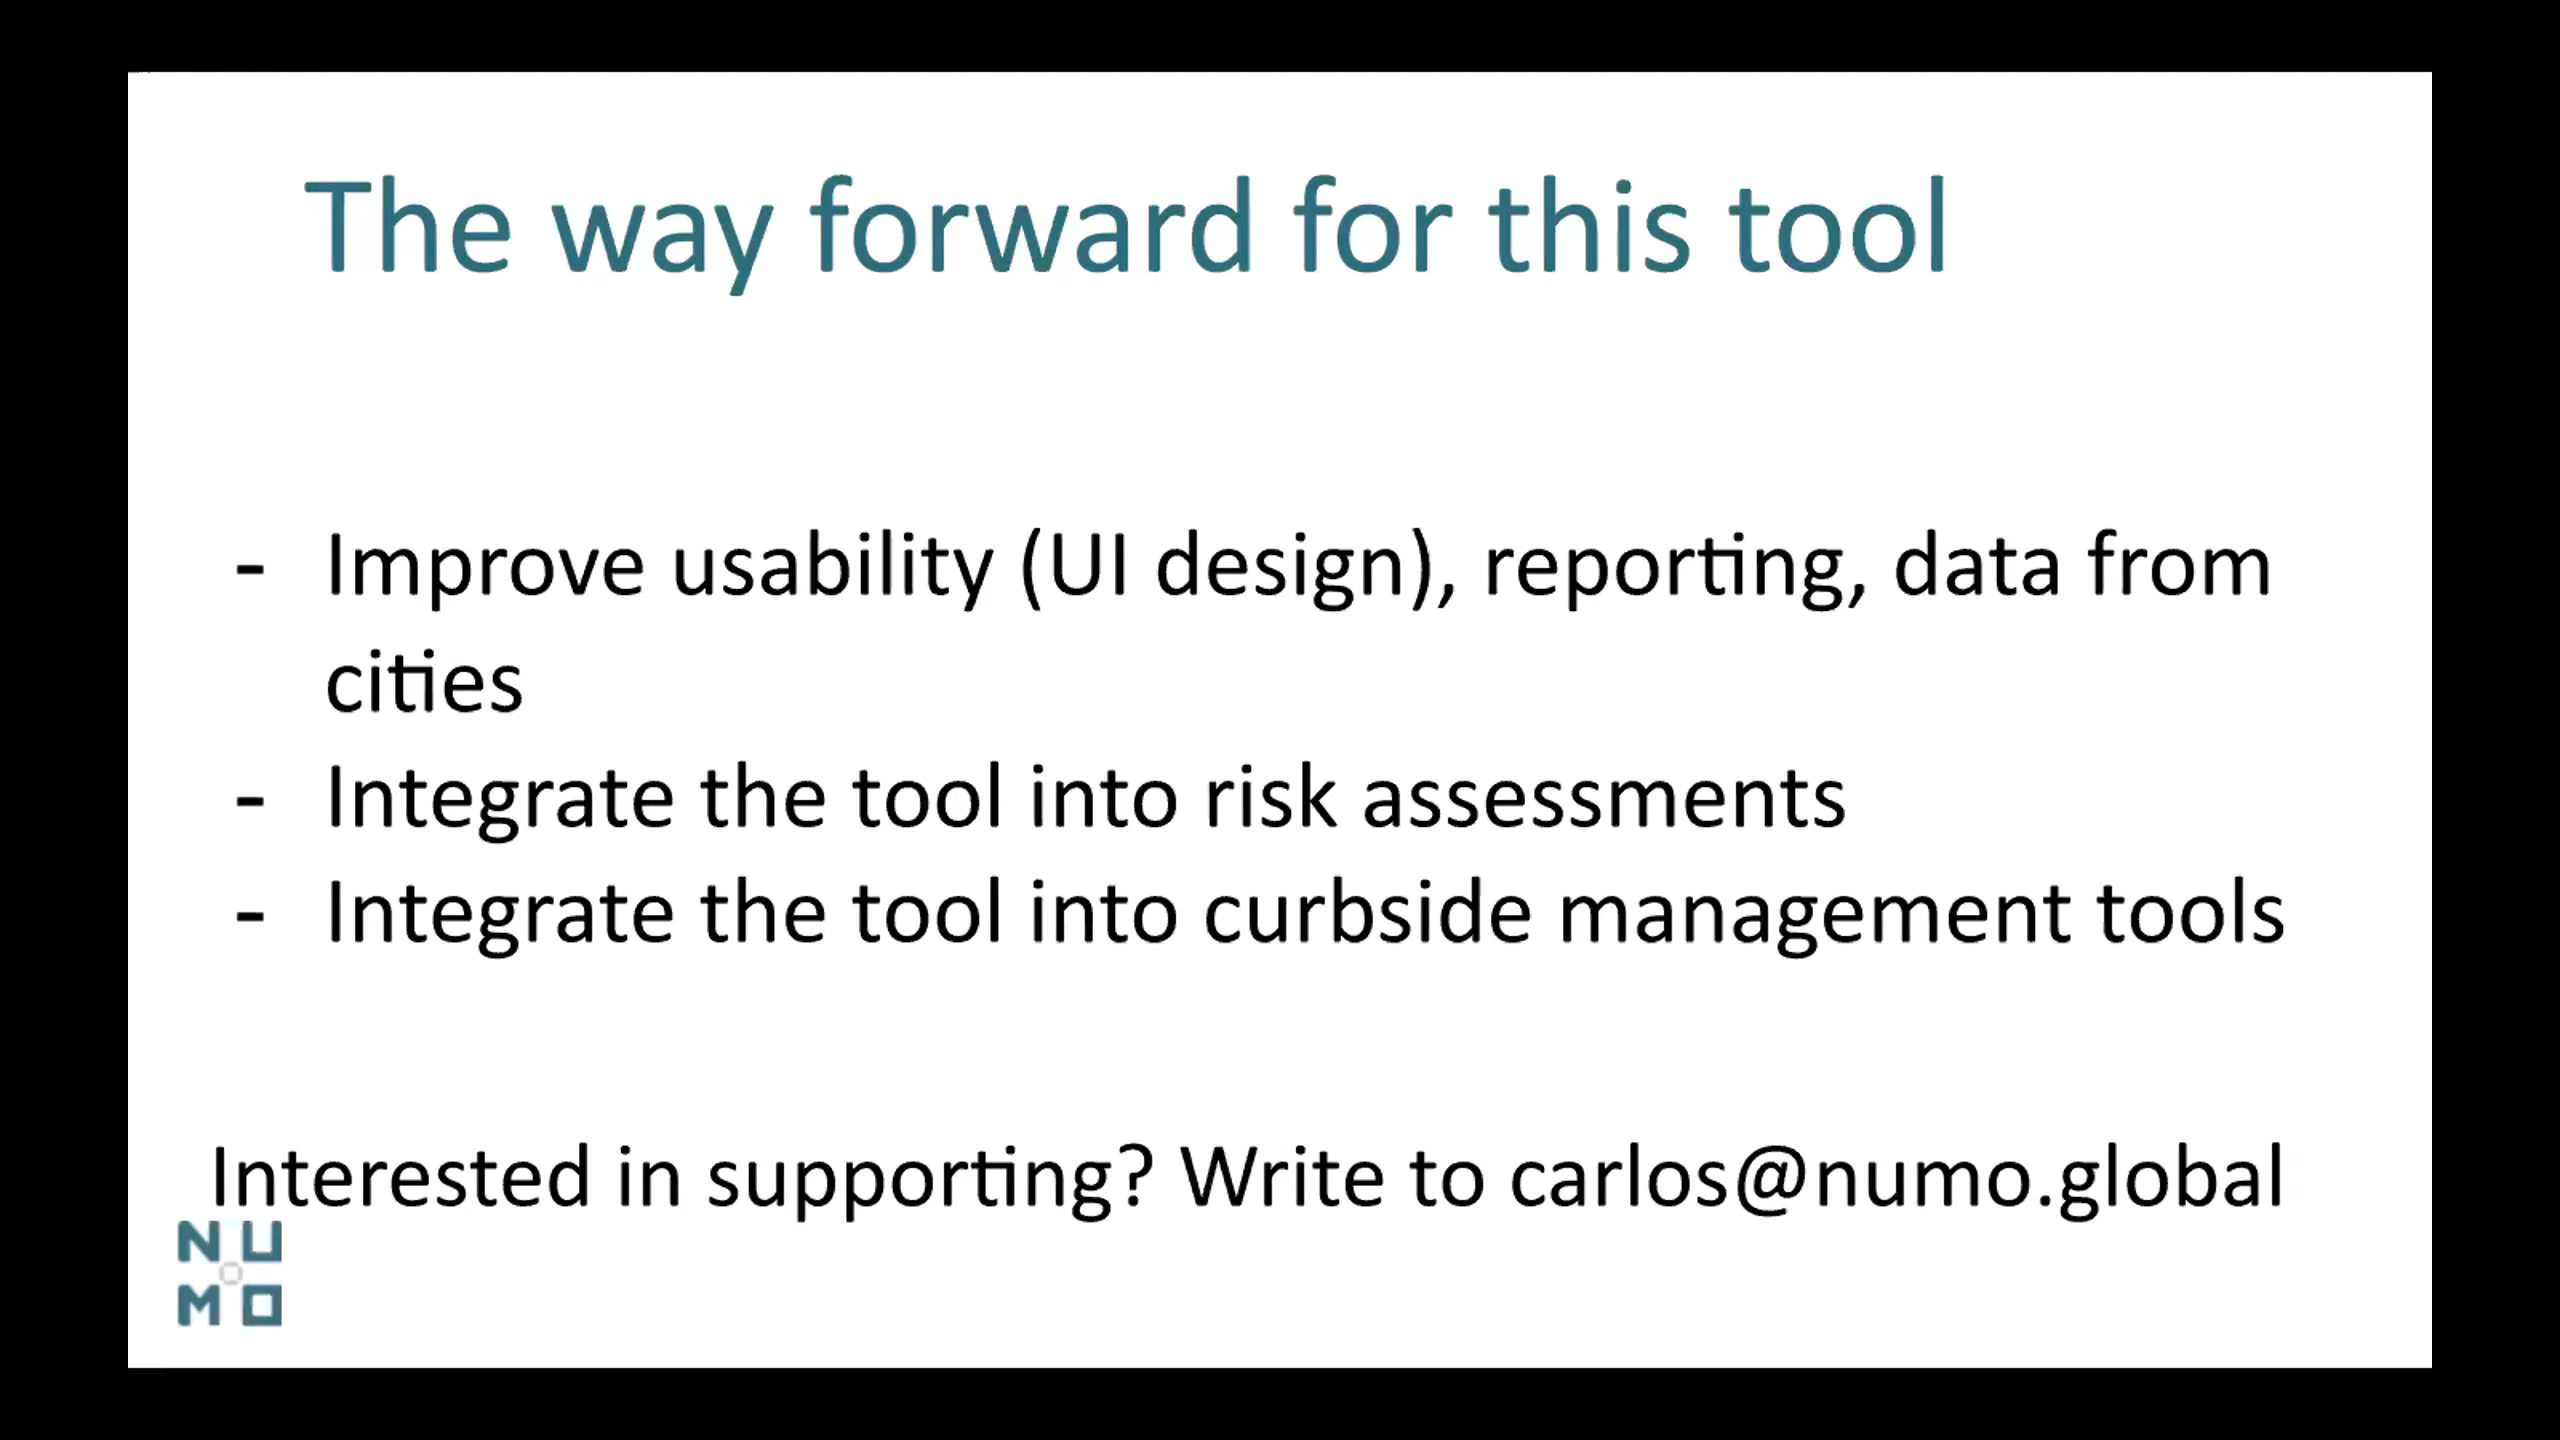 The way forward for this tool
- Improve usability (UI design), reporting, data from
cities
- Integrate the tool into risk assessments
- Integrate the tool into curbside management tools
Interested in supporting? Write to carlos@numo.global
NU
MO